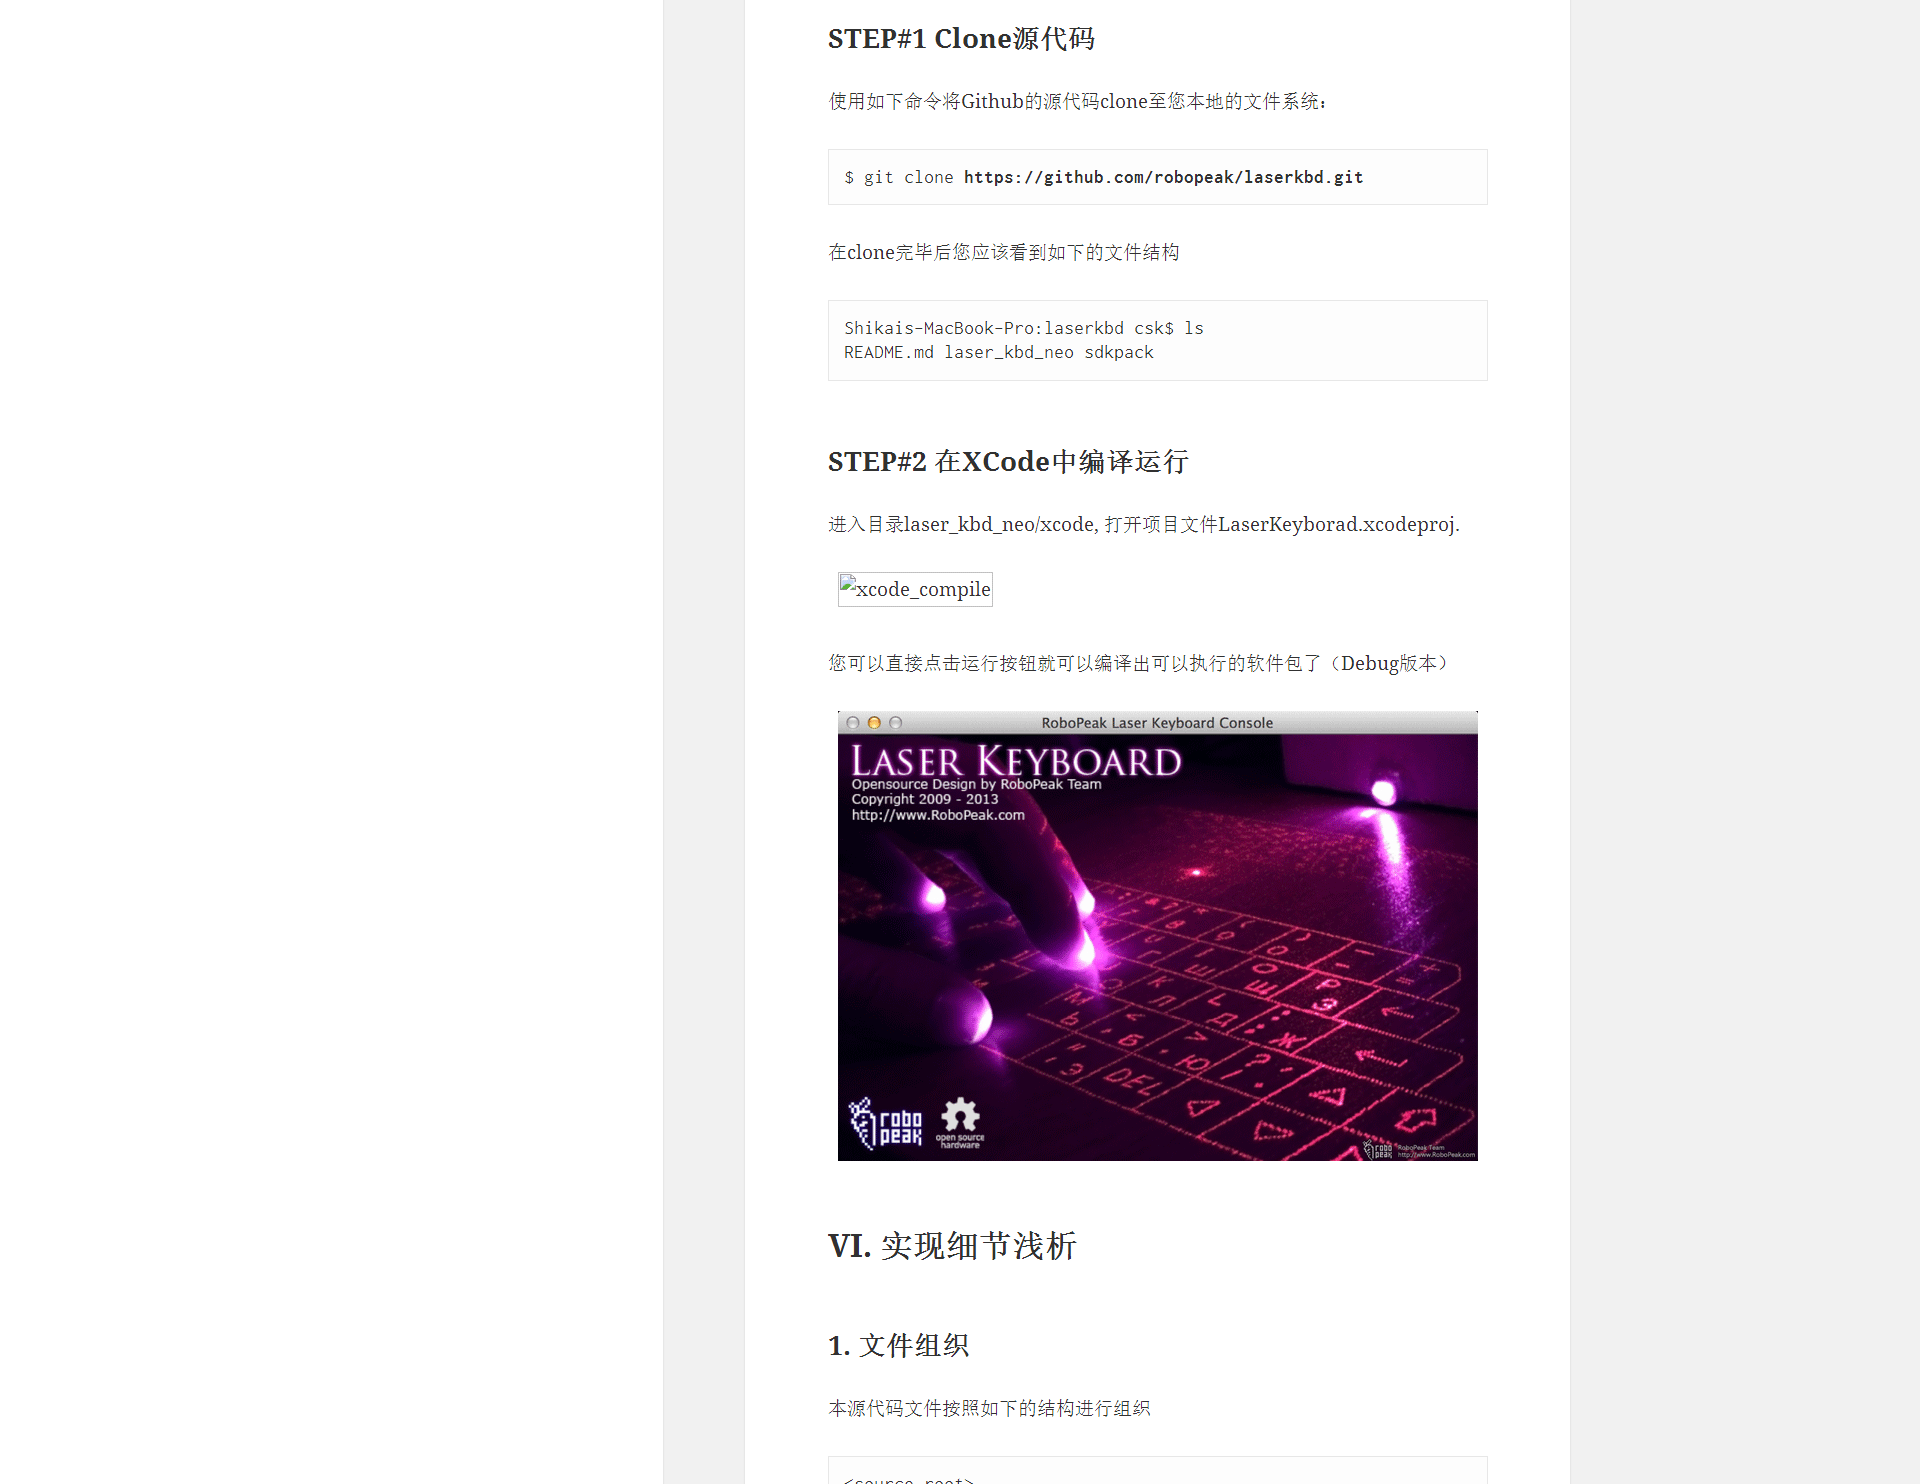 STEP#1 Clone源代码
使用如下命令将Github的源代码clone至您本地的文件系统：
$ git clone https://github.com/robopeak/laserkbd.git
在clone完毕后您应该看到如下的文件结构
Shikais-MacBook-Pro:laserkbd csk$ ls
README.md laser_kbd_neo sdkpack
STEP#2 在XCode中编译运行
进入目录laser_kbd_neo/xcode, 打开项目文件LaserKeyborad.xcodeproj.
xcode_compile
您可以直接点击运行按钮就可以编译出可以执行的软件包了（Debug版本）
RoboPeak Laser Keyboard Console
LASER KEYBOARD
Opensource Design by RoboPeak Team
Copyright 2009 - 2013
http://www.RoboPeak.com
DEL
robo
peak
open source
hardware
robo
peak
RoboPeak Team
http://www.RoboPeak.com
VI. 实现细节浅析
1. 文件组织
本源代码文件按照如下的结构进行组织
<source root>